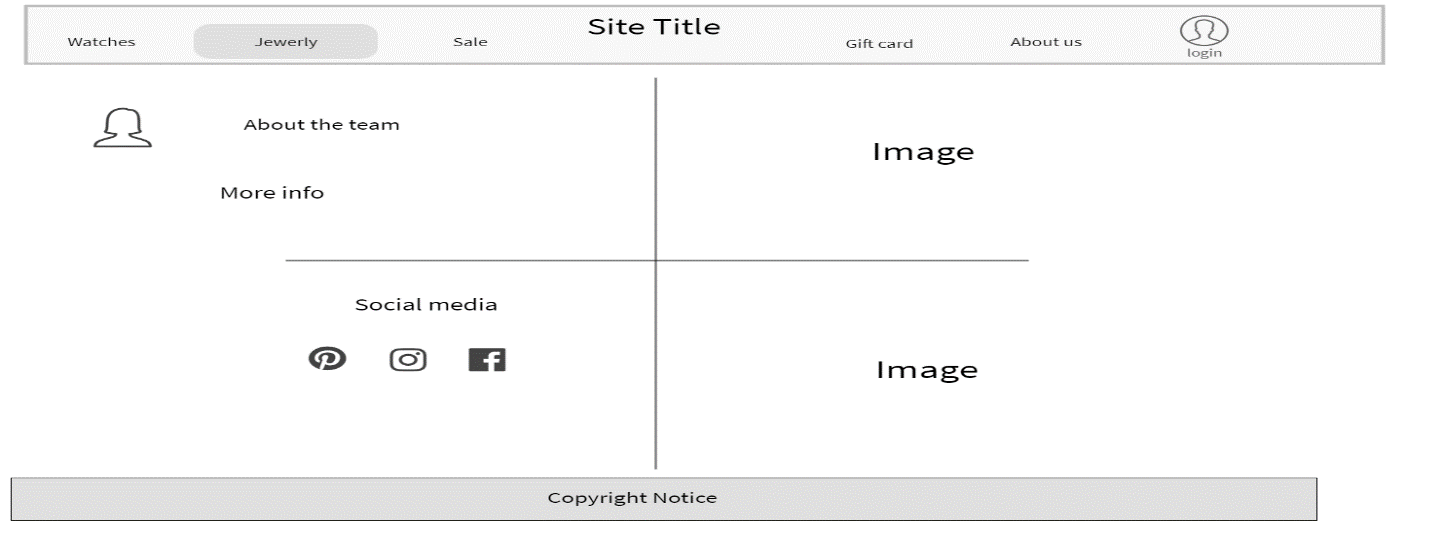 Site Title
Watches
Jewerly
Sale
Gift card
About us
login
About the team
Image
More info
Social media
Image
Copyright Notice